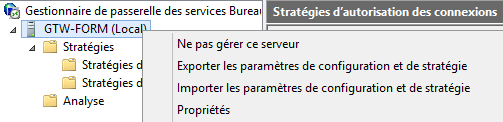 Gestionnaire de passerelle des services Bureau
Stratégies d'autorisation des connexions
GTW-FORM (Local)
Ne pas gérer ce serveur
Stratégies
Exporter les paramètres de configuration et de stratégie
Stratégies d
Importer les paramètres de configuration et de stratégie
Stratégies d
Analyse
Propriétés